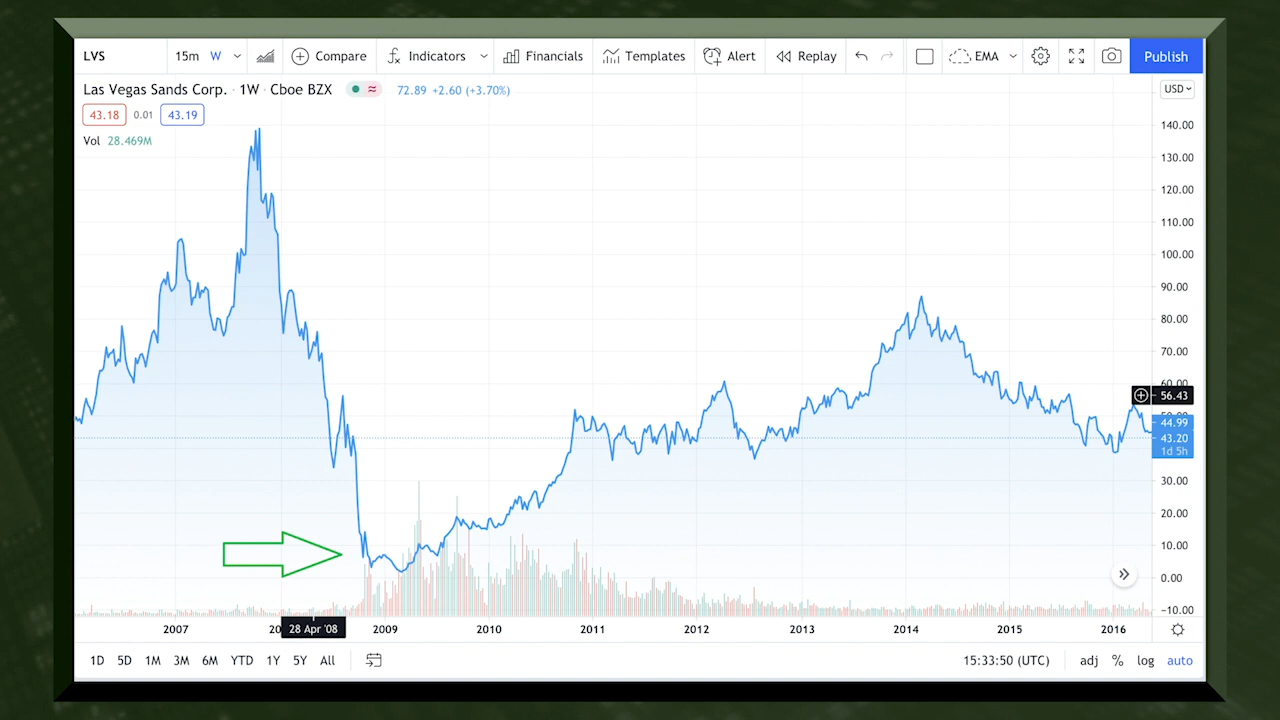 LVS 15m W Compare Indicators Financials Templates Alert Replay EMA Publish
Las Vegas Sands Corp. · 1W · Cboe BZX 72.89 +2.60 (+3.70%) USD
43.18 0.01 43.19
Vol 28.469M
140.00
130.00
120.00
110.00
100.00
90.00
80.00
70.00
60.00
56.43
50.00
44.99
43.20
1d 5h
30.00
20.00
10.00
0.00
−10.00
2007 20 28 Apr '08 2009 2010 2011 2012 2013 2014 2015 2016
1D 5D 1M 3M 6M YTD 1Y 5Y All 15:33:50 (UTC) adj % log auto